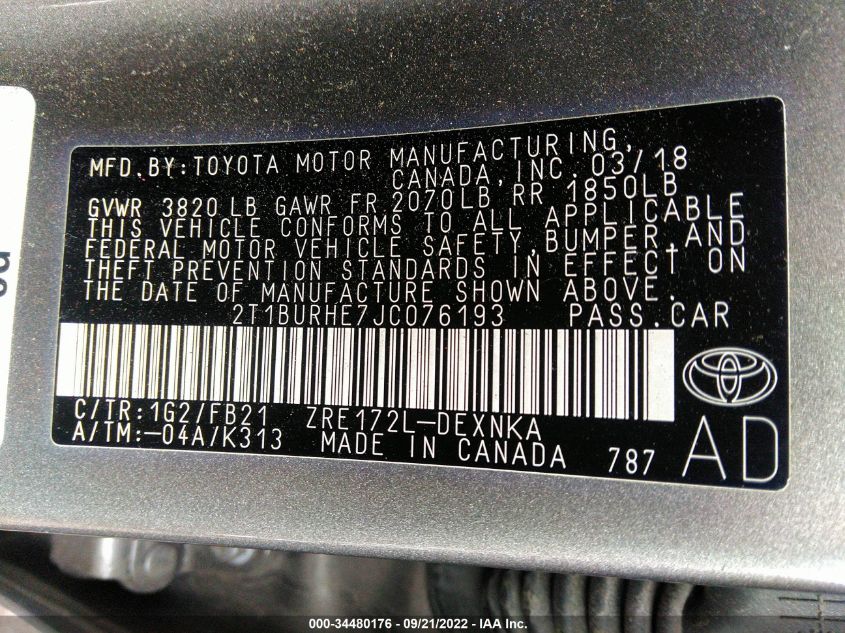 MFD.BY:TOYOTA MOTOR MANUFACTURING,
CANADA,INC.03/18
GVWR 3820 LB GAWR FR 2070LB RR 1850LB
THIS VEHICLE CONFORMS TO ALL APPLICABLE
FEDERAL MOTOR VEHICLE SAFETY,BUMPER,AND
THEFT PREVENTION STANDARDS IN EFFECT ON
THE DATE OF MANUFACTURE SHOWN ABOVE.
2T1BURHE7JC076193 PASS.CAR
C/TR:1G2/FB21 ZRE172L-DEXNKA
A/TM:-04A/K313 MADE IN CANADA 787
AD
000-34480176 - 09/21/2022 - IAA Inc.